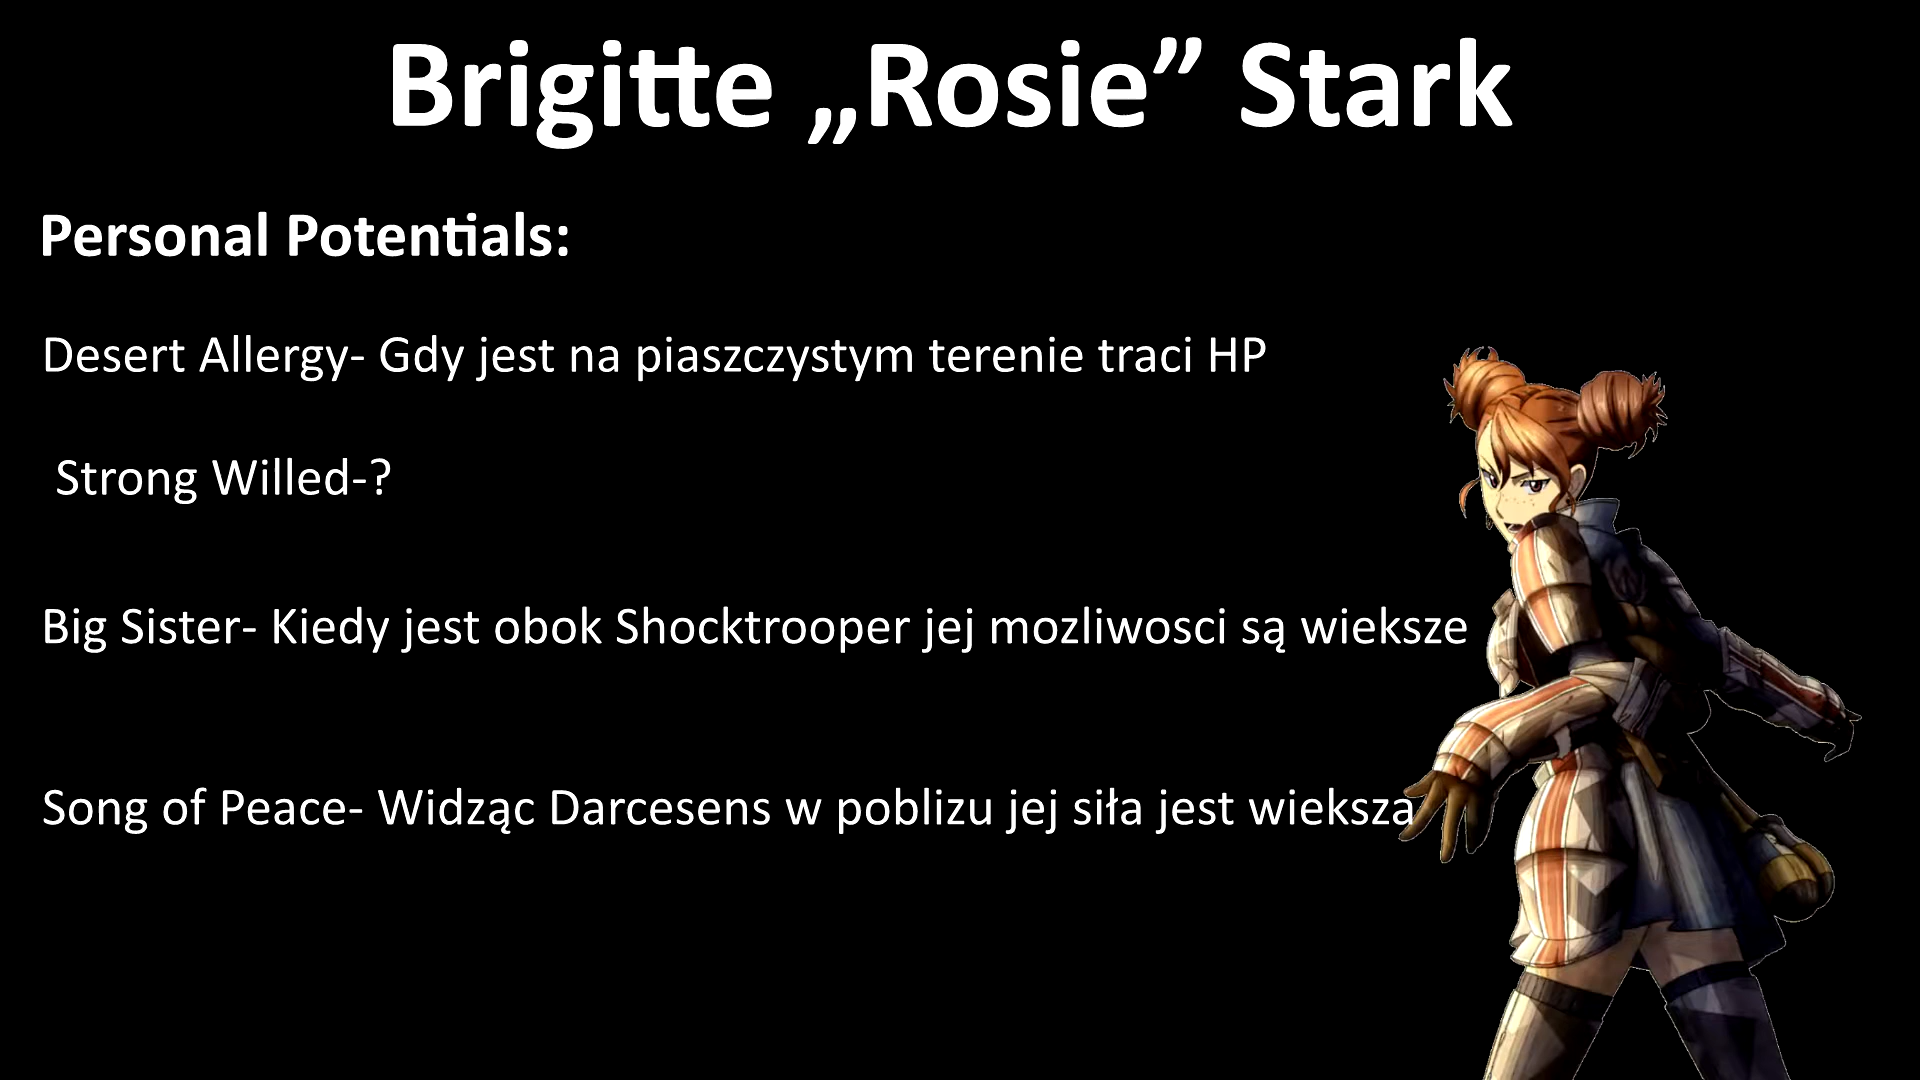 Brigitte „Rosie” Stark
Personal Potentials:
Desert Allergy- Gdy jest na piaszczystym terenie traci HP
Strong Willed-?
Big Sister- Kiedy jest obok Shocktrooper jej mozliwosci są wieksze
Song of Peace- Widząc Darcesens w poblizu jej siła jest wieksza